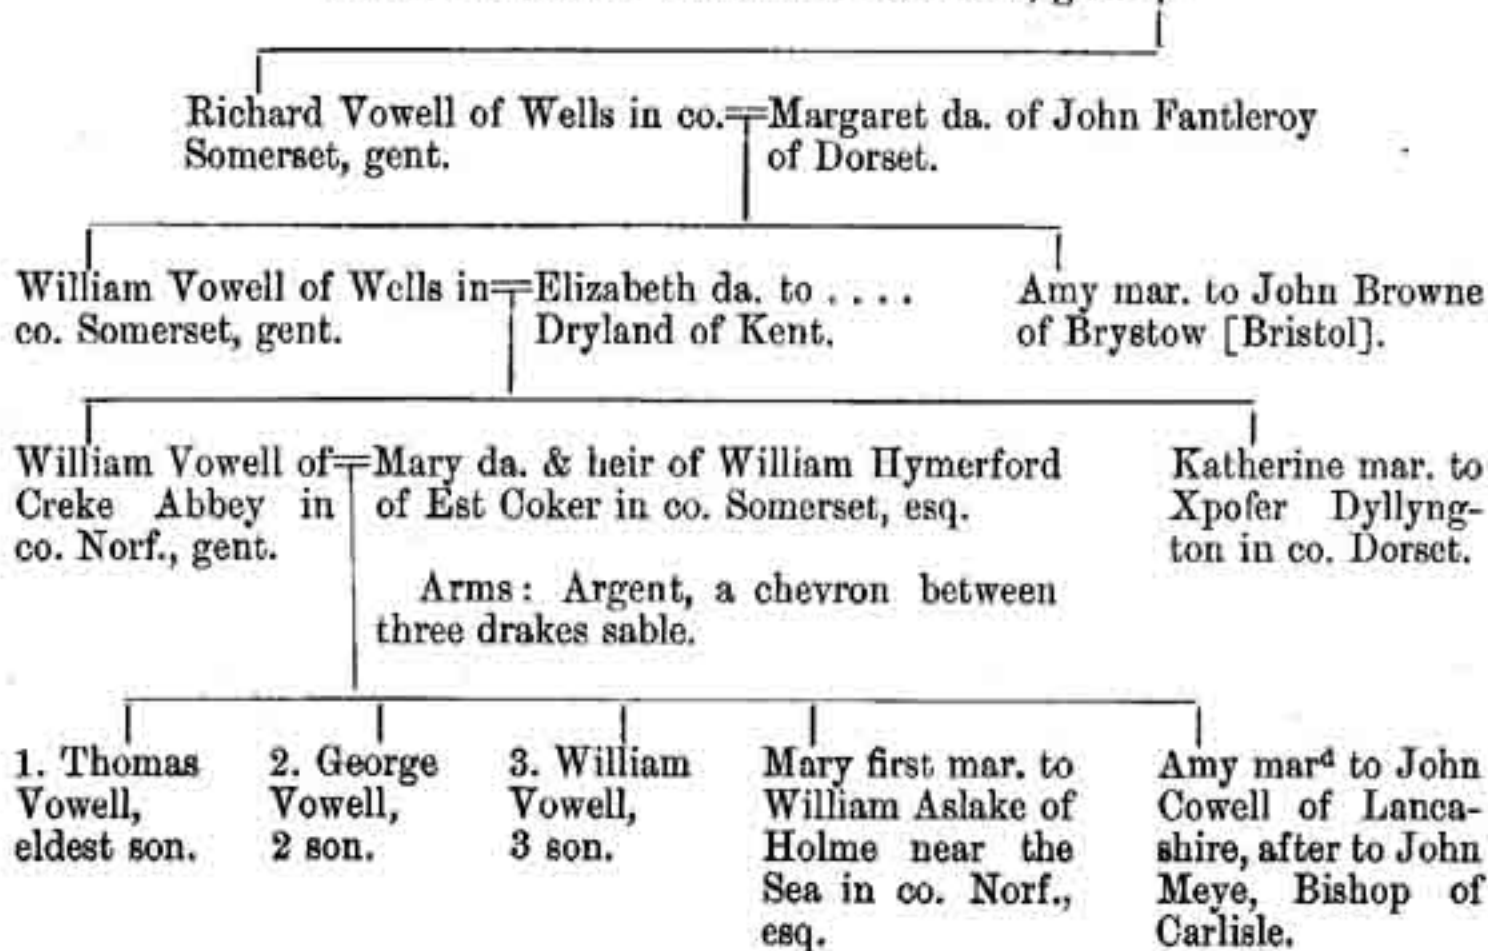 Richard Vowell of Wells in co.
Somerset, gent.
Margaret da. of John Fantleroy
of Dorset.
William Vowell of Wells in
co. Somerset, gent.
Elizabeth da. to . . . .
Dryland of Kent.
Amy mar. to John Browne
of Brystow [Bristol].
William Vowell of
Creke Abbey in
co. Norf., gent.
Mary da. & heir of William Hymerford
of Est Coker in co. Somerset, esq.
Arms: Argent, a chevron between
three drakes sable.
Katherine mar. to
Xpofer Dyllyng-
ton in co. Dorset.
1. Thomas
Vowell,
eldest son.
2. George
Vowell,
2 son.
3. William
Vowell,
3 son.
Mary first mar. to
William Aslake of
Holme near the
Sea in co. Norf.,
esq.
Amy marᵈ to John
Cowell of Lanca-
shire, after to John
Meye, Bishop of
Carlisle.